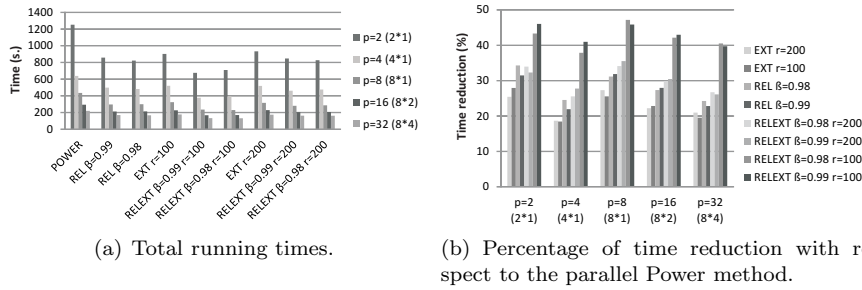 1400
1200
1000
800
600
400
200
0
Time (s.)
POWER
REL β=0.99
REL β=0.98
EXT r=100
RELEXT β=0.99 r=100
RELEXT β=0.98 r=100
EXT r=200
RELEXT β=0.99 r=200
RELEXT β=0.98 r=200
p=2 (2*1)
p=4 (4*1)
p=8 (8*1)
p=16 (8*2)
p=32 (8*4)
(a) Total running times.
50
40
30
20
10
0
Time reduction (%)
p=2 p=4 p=8 p=16 p=32
(2*1) (4*1) (8*1) (8*2) (8*4)
EXT r=200
EXT r=100
REL ß=0.98
REL ß=0.99
RELEXT ß=0.98 r=200
RELEXT ß=0.99 r=200
RELEXT ß=0.98 r=100
RELEXT ß=0.99 r=100
(b) Percentage of time reduction with r
spect to the parallel Power method.